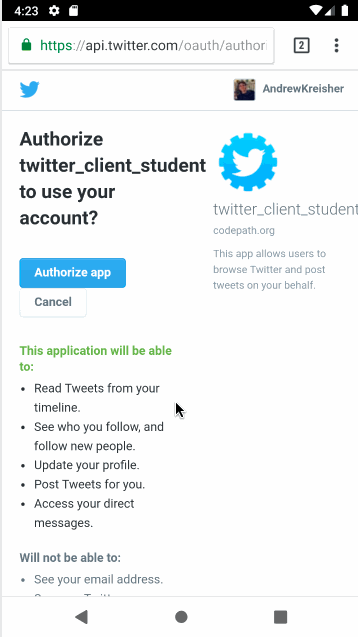 4:23
https://api.twitter.com/oauth/author
2
AndrewKreisher
Authorize
twitter_client_student
to use your
account?
twitter_client_student
codepath.org
This app allows users to
browse Twitter and post
tweets on your behalf.
Authorize app
Cancel
This application will be able
to:
• Read Tweets from your
timeline.
• See who you follow, and
follow new people.
• Update your profile.
• Post Tweets for you.
• Access your direct
messages.
Will not be able to:
• See your email address.